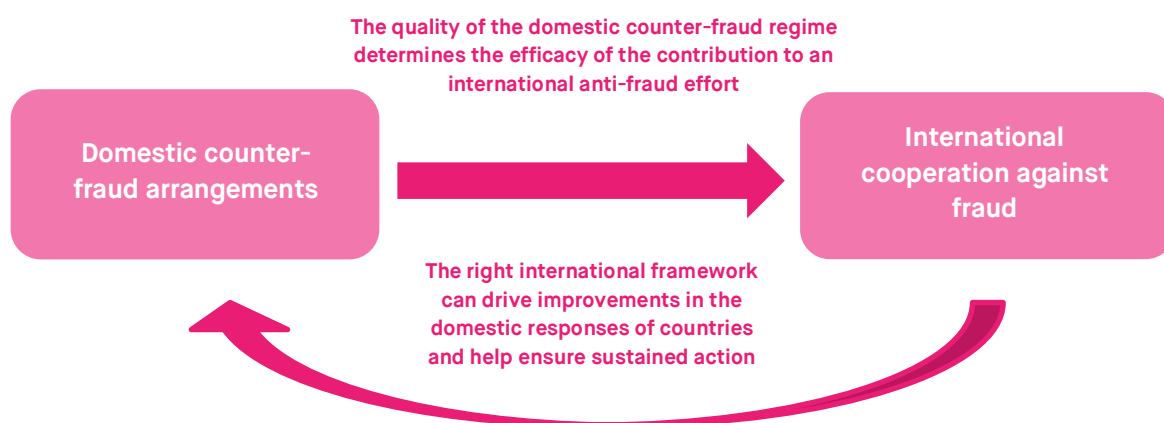 The quality of the domestic counter-fraud regime
determines the efficacy of the contribution to an
international anti-fraud effort
Domestic counter-
fraud arrangements
International
cooperation against
fraud
The right international framework
can drive improvements in the
domestic responses of countries
and help ensure sustained action